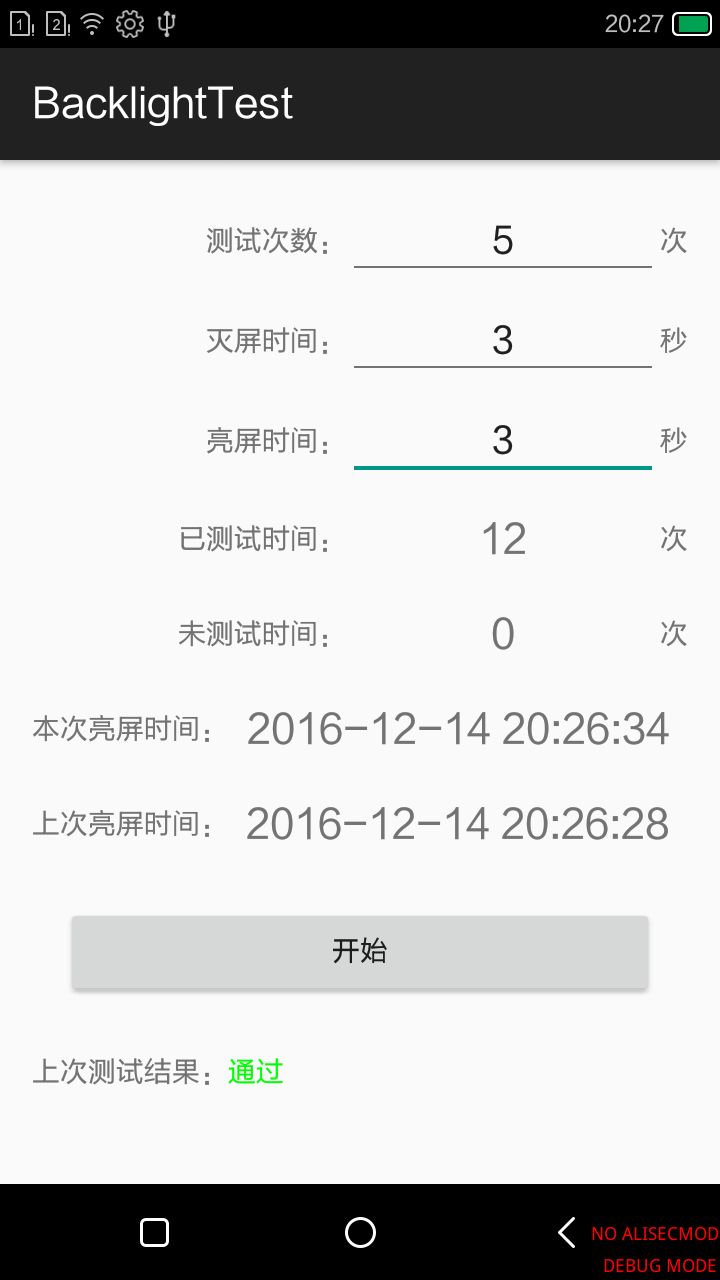 1! 2! 20:27
BacklightTest
测试次数： 5 次
灭屏时间： 3 秒
亮屏时间： 3 秒
已测试时间： 12 次
未测试时间： 0 次
本次亮屏时间： 2016-12-14 20:26:34
上次亮屏时间： 2016-12-14 20:26:28
开始
上次测试结果：通过
NO ALISECMOD
DEBUG MODE